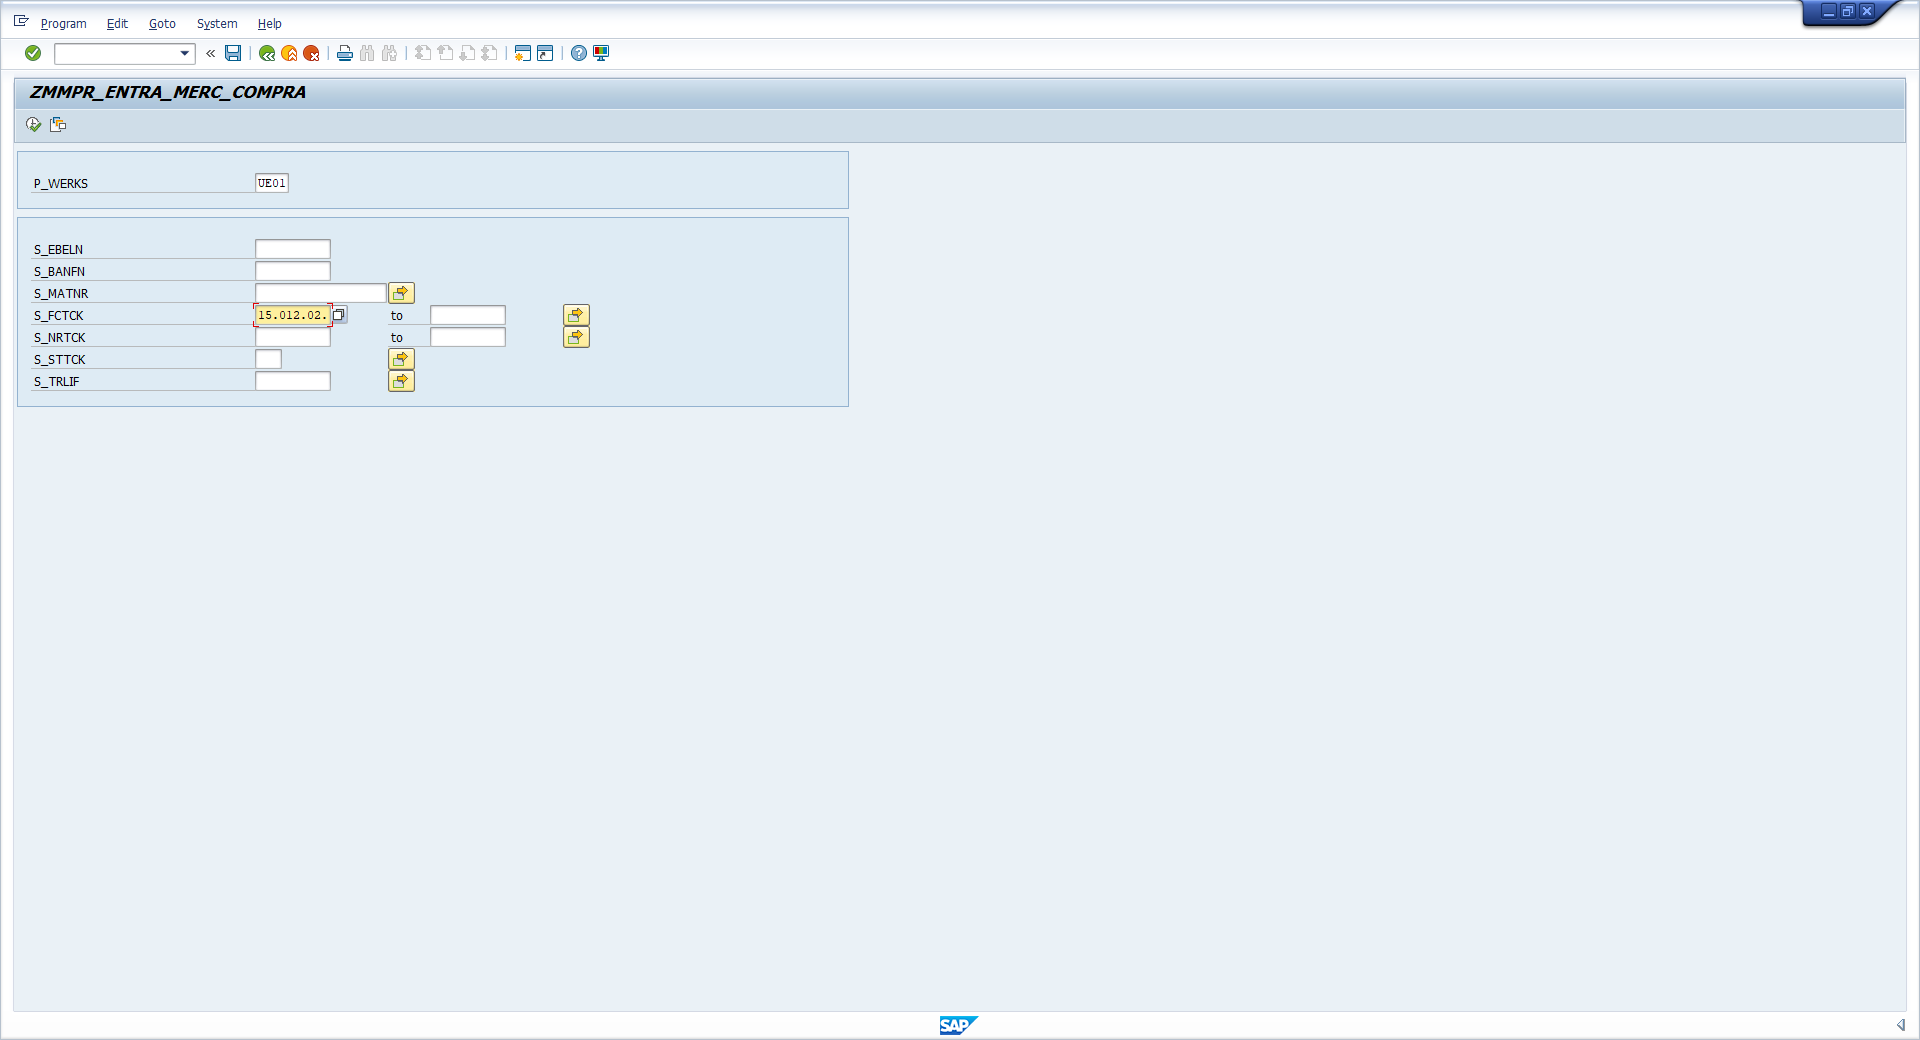 Program Edit Goto System Help
ZMMPR_ENTRA_MERC_COMPRA
P_WERKS UE01
S_EBELN
S_BANFN
S_MATNR
S_FCTCK 15.012.02. to
S_NRTCK to
S_STTCK
S_TRLIF
SAP